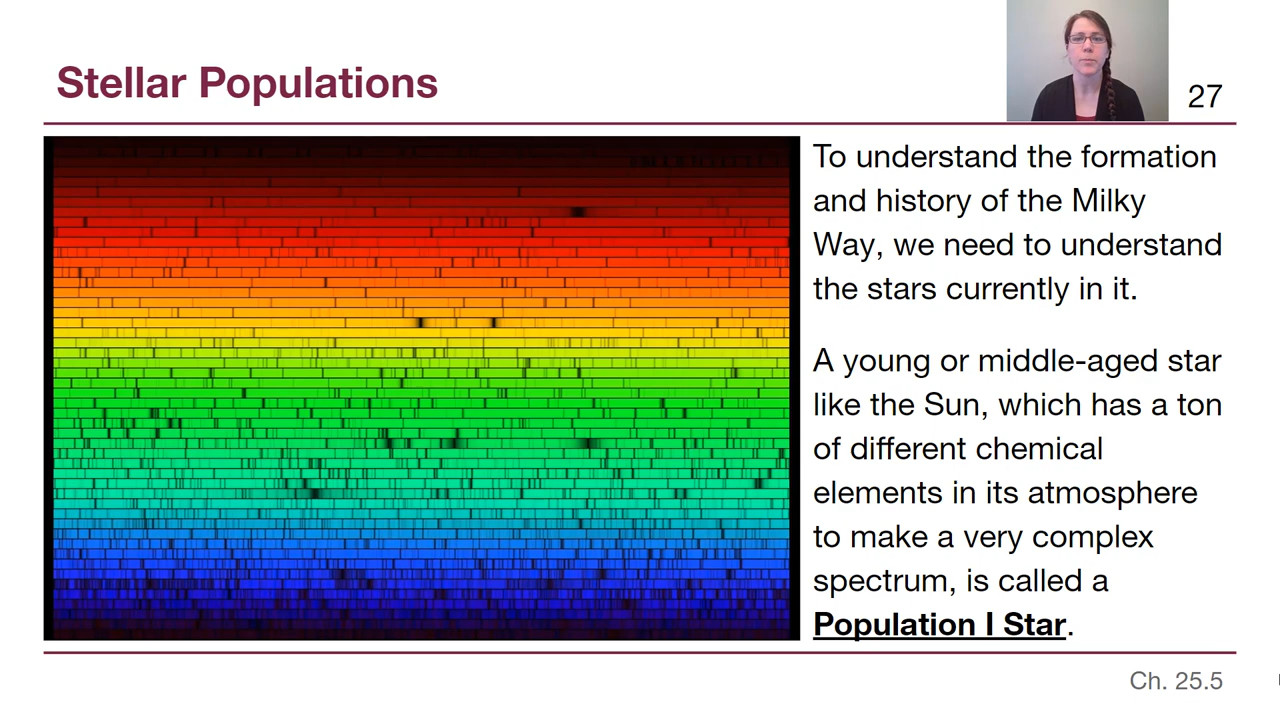 Stellar Populations
27
To understand the formation
and history of the Milky
Way, we need to understand
the stars currently in it.
A young or middle-aged star
like the Sun, which has a ton
of different chemical
elements in its atmosphere
to make a very complex
spectrum, is called a
Population I Star.
Ch. 25.5